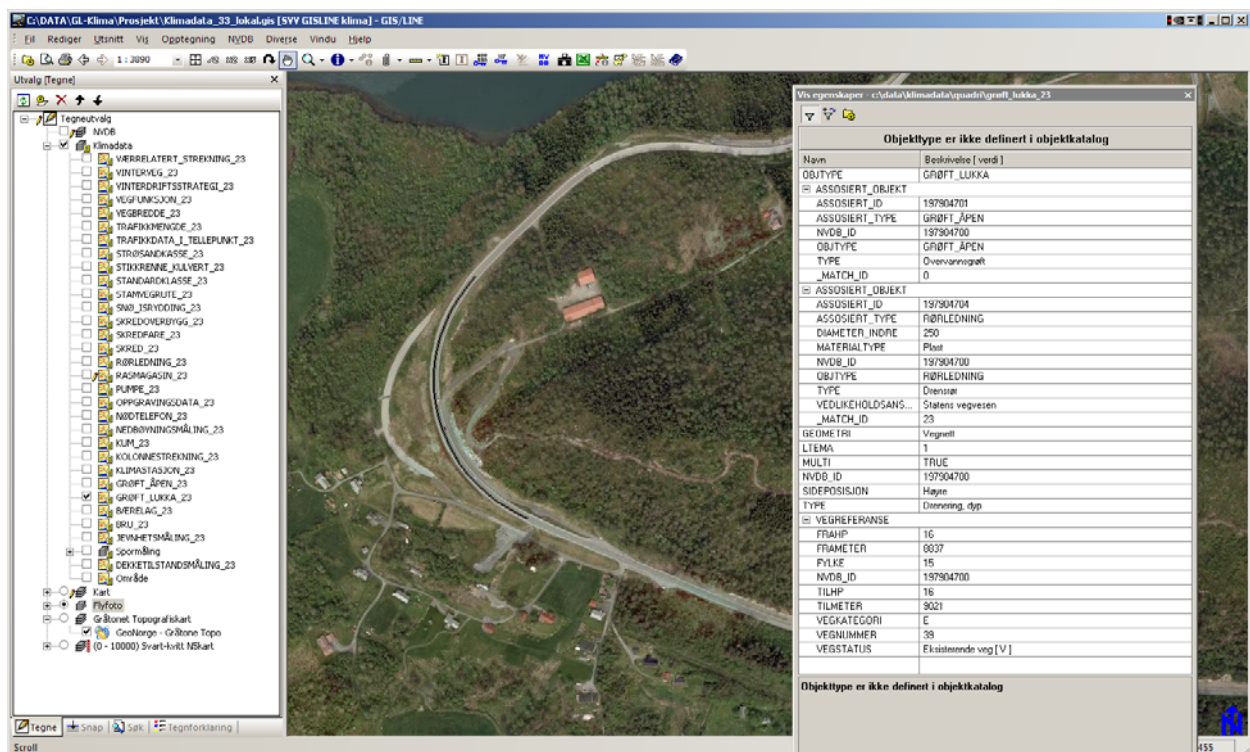 C:\DATA\GL-Klima\Prosjekt\Klimadata_33_lokal.gis [SVV GISLINE klima] - GIS/LINE
Fil Rediger Utsnitt Vis Opptegning NVDB Diverse Vindu Hjelp
1:3890
Utvalg [Tegne]
Tegneutvalg
NVDB
Klimadata
VÆRRELATERT_STREKNING_23
VINTERVEG_23
VINTERDRIFTSSTRATEGI_23
VEGFUNKSJON_23
VEGBREDDE_23
TRAFIKKMENGDE_23
TRAFIKKDATA_I_TELLEPUNKT_23
STRØSANDKASSE_23
STIKKRENNE_KULVERT_23
STANDARDKLASSE_23
STAMVEGRUTE_23
SNØ_ISRYDDING_23
SKREDOVERBYGG_23
SKREDFARE_23
SKRED_23
RØRLEDNING_23
RASMAGASIN_23
PUMPE_23
OPPGRAVINGSDATA_23
NØDTELEFON_23
NEDBØYNINGSMÅLING_23
KUM_23
KOLONNESTREKNING_23
KLIMASTASJON_23
GRØFT_ÅPEN_23
GRØFT_LUKKA_23
BÆRELAG_23
BRU_23
JEVNHETSMÅLING_23
Spormåling
DEKKETILSTANDSMÅLING_23
Område
Kart
Flyfoto
Gråtonet Topografiskart
GeoNorge - Gråtone Topo
(0 - 10000) Svart-kvitt N5kart
Tegne Snap Søk Tegnforklaring
Scroll
Vis egenskaper - c:\data\klimadata\quadri\grøft_lukka_23
Objekttype er ikke definert i objektkatalog
Navn Beskrivelse [ verdi ]
OBJTYPE GRØFT_LUKKA
ASSOSIERT_OBJEKT
ASSOSIERT_ID 197904701
ASSOSIERT_TYPE GRØFT_ÅPEN
NVDB_ID 197904700
OBJTYPE GRØFT_ÅPEN
TYPE Overvannsgrøft
_MATCH_ID 0
ASSOSIERT_OBJEKT
ASSOSIERT_ID 197904704
ASSOSIERT_TYPE RØRLEDNING
DIAMETER_INDRE 250
MATERIALTYPE Plast
NVDB_ID 197904700
OBJTYPE RØRLEDNING
TYPE Drensrør
VEDLIKEHOLDSANS... Statens vegvesen
_MATCH_ID 23
GEOMETRI Vegnett
LTEMA 1
MULTI TRUE
NVDB_ID 197904700
SIDEPOSISJON Høyre
TYPE Drenering, dyp
VEGREFERANSE
FRAHP 16
FRAMETER 8837
FYLKE 15
NVDB_ID 197904700
TILHP 16
TILMETER 9021
VEGKATEGORI E
VEGNUMMER 39
VEGSTATUS Eksisterende veg [ V ]
Objekttype er ikke definert i objektkatalog
455